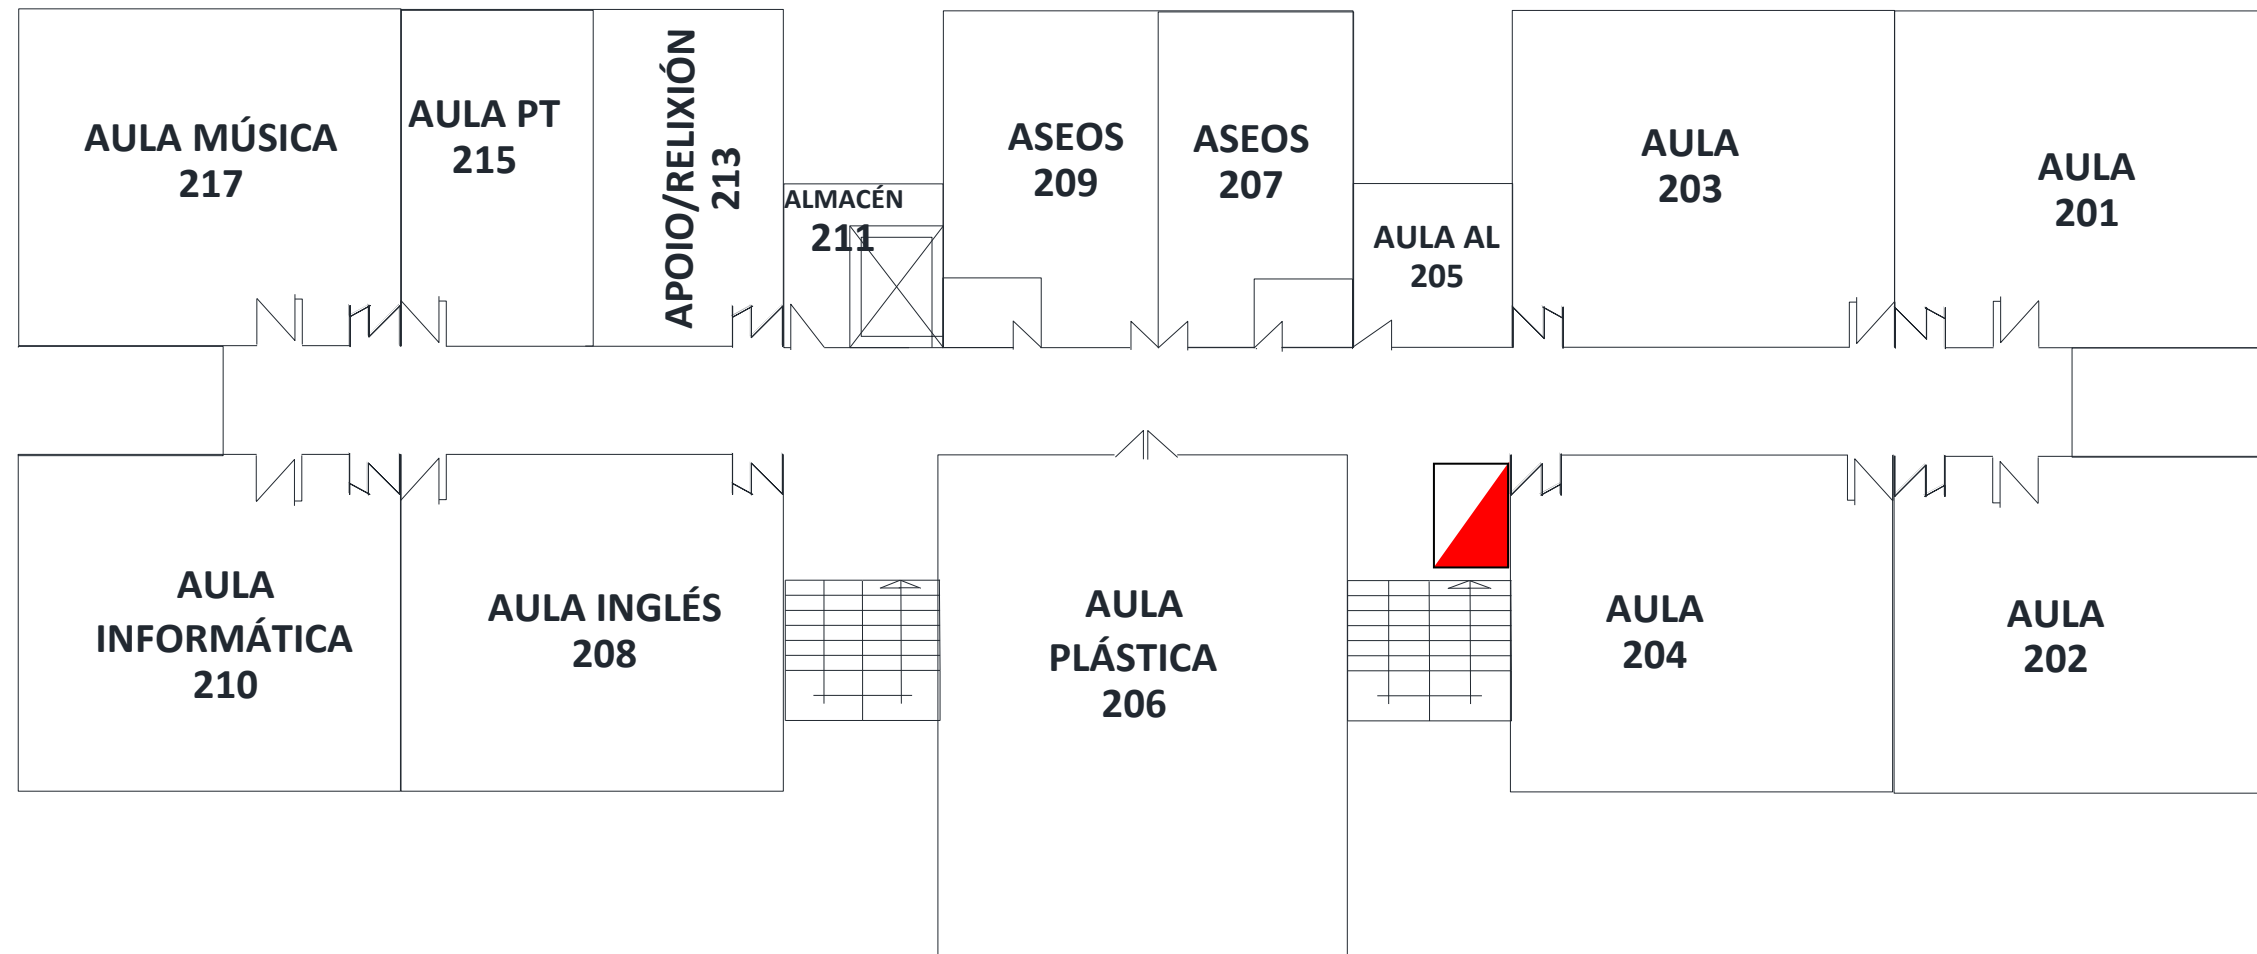 AULA MÚSICA
217
AULA PT
215
APOIO/RELIXIÓN
213
ALMACÉN
211
ASEOS
209
ASEOS
207
AULA AL
205
AULA
203
AULA
201
AULA
INFORMÁTICA
210
AULA INGLÉS
208
AULA
PLÁSTICA
206
AULA
204
AULA
202